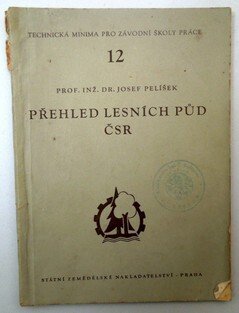 TECHNICKÁ MINIMA PRO ZÁVODNÍ ŠKOLY PRÁCE
12
PROF. INŽ. DR. JOSEF PELÍŠEK
PŘEHLED LESNÍCH PŮD
ČSR
STÁTNÍ ZEMĚDĚLSKÉ NAKLADATELSTVÍ - PRAHA